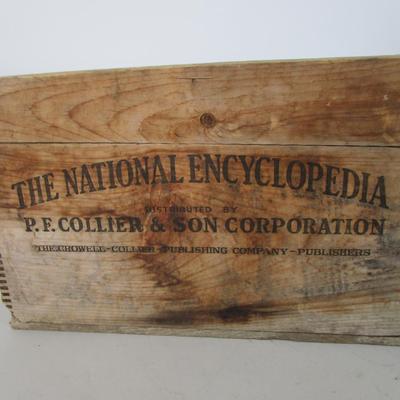 THE NATIONAL ENCYCLOPEDIA
DISTRIBUTED BY
P. F. COLLIER & SON CORPORATION
THE CROWELL-COLLIER PUBLISHING COMPANY - PUBLISHERS